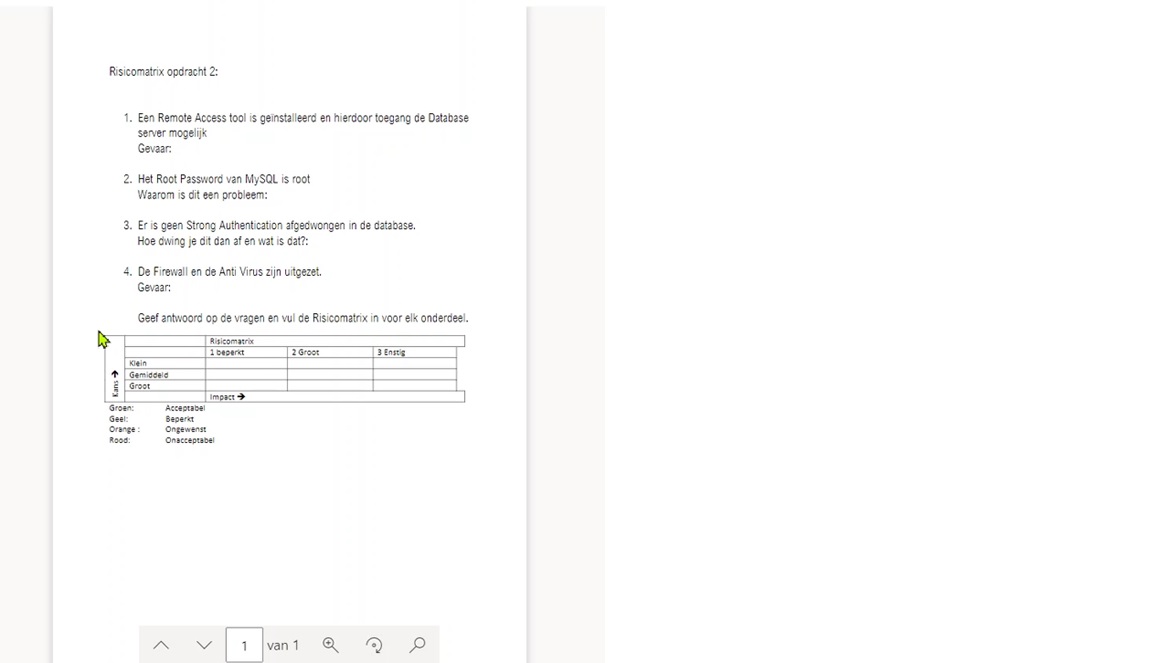 Risicomatrix opdracht 2:
1. Een Remote Access tool is geïnstalleerd en hierdoor toegang de Database
server mogelijk
Gevaar:
2. Het Root Password van MySQL is root
Waarom is dit een probleem:
3. Er is geen Strong Authentication afgedwongen in de database.
Hoe dwing je dit dan af en wat is dat?:
4. De Firewall en de Anti Virus zijn uitgezet.
Gevaar:
Geef antwoord op de vragen en vul de Risicomatrix in voor elk onderdeel.
Risicomatrix
1 beperkt 2 Groot 3 Enstig
Kans →
Klein
Gemiddeld
Groot
Impact →
Groen: Acceptabel
Geel: Beperkt
Orange : Ongewenst
Rood: Onacceptabel
1 van 1